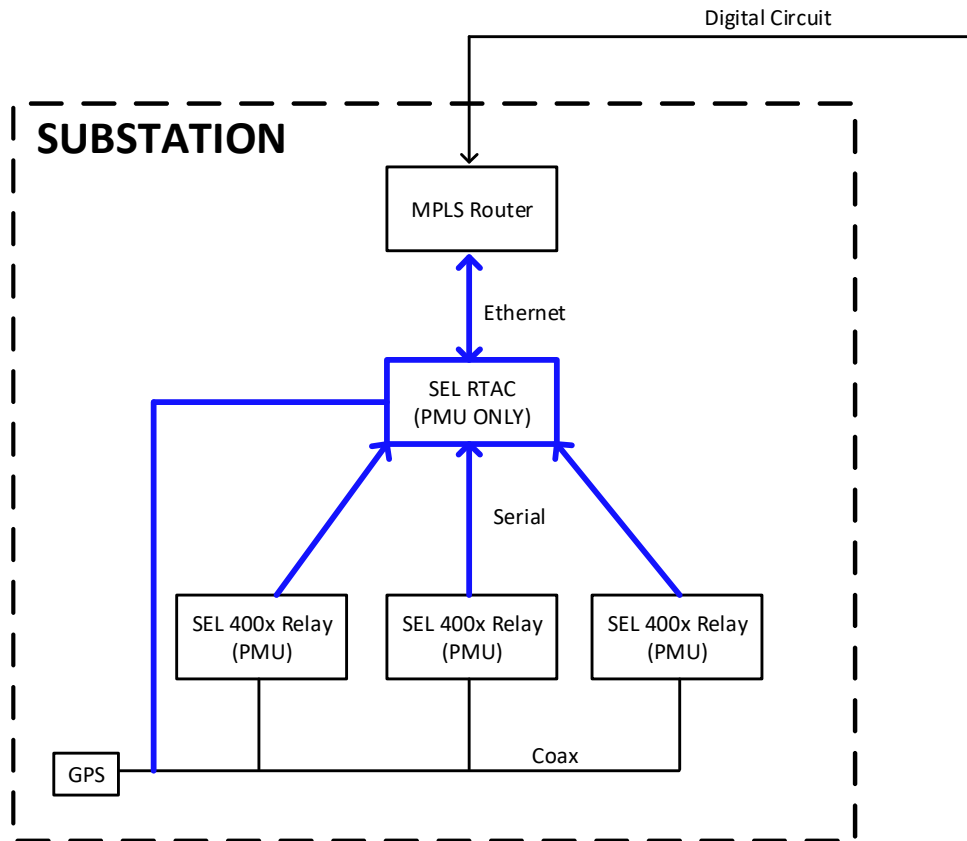 Digital Circuit
SUBSTATION
MPLS Router
Ethernet
SEL RTAC
(PMU ONLY)
Serial
SEL 400x Relay
(PMU)
SEL 400x Relay
(PMU)
SEL 400x Relay
(PMU)
Coax
GPS